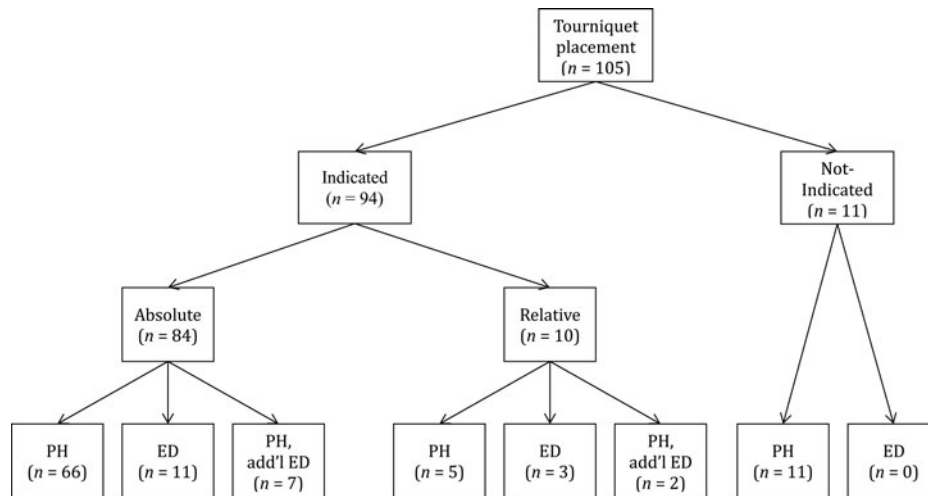 Tourniquet
placement
(n = 105)
Indicated
(n = 94)
Not-
Indicated
(n = 11)
Absolute
(n = 84)
Relative
(n = 10)
PH
(n = 66)
ED
(n = 11)
PH,
add'l ED
(n = 7)
PH
(n = 5)
ED
(n = 3)
PH,
add'l ED
(n = 2)
PH
(n = 11)
ED
(n = 0)